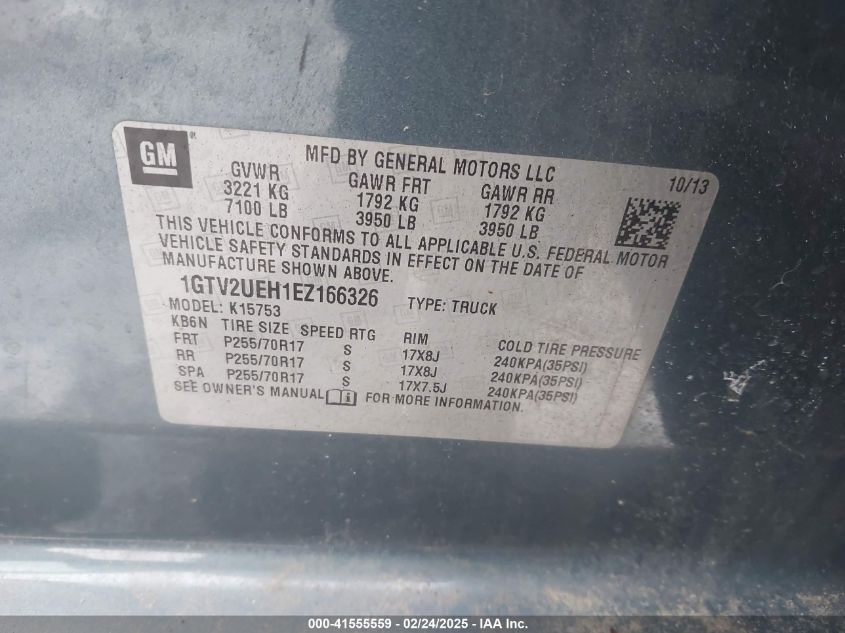 GM
MFD BY GENERAL MOTORS LLC
10/13
GVWR GAWR FRT GAWR RR
3221 KG 1792 KG 1792 KG
7100 LB 3950 LB 3950 LB
THIS VEHICLE CONFORMS TO ALL APPLICABLE U.S. FEDERAL MOTOR
VEHICLE SAFETY STANDARDS IN EFFECT ON THE DATE OF
MANUFACTURE SHOWN ABOVE.
1GTV2UEH1EZ166326 TYPE: TRUCK
MODEL: K15753
KB6N TIRE SIZE SPEED RTG RIM COLD TIRE PRESSURE
FRT P255/70R17 S 17X8J 240KPA(35PSI)
RR P255/70R17 S 17X8J 240KPA(35PSI)
SPA P255/70R17 S 17X7.5J 240KPA(35PSI)
SEE OWNER'S MANUAL FOR MORE INFORMATION.
000-41555559 / 02/24/2025 - IAA Inc.